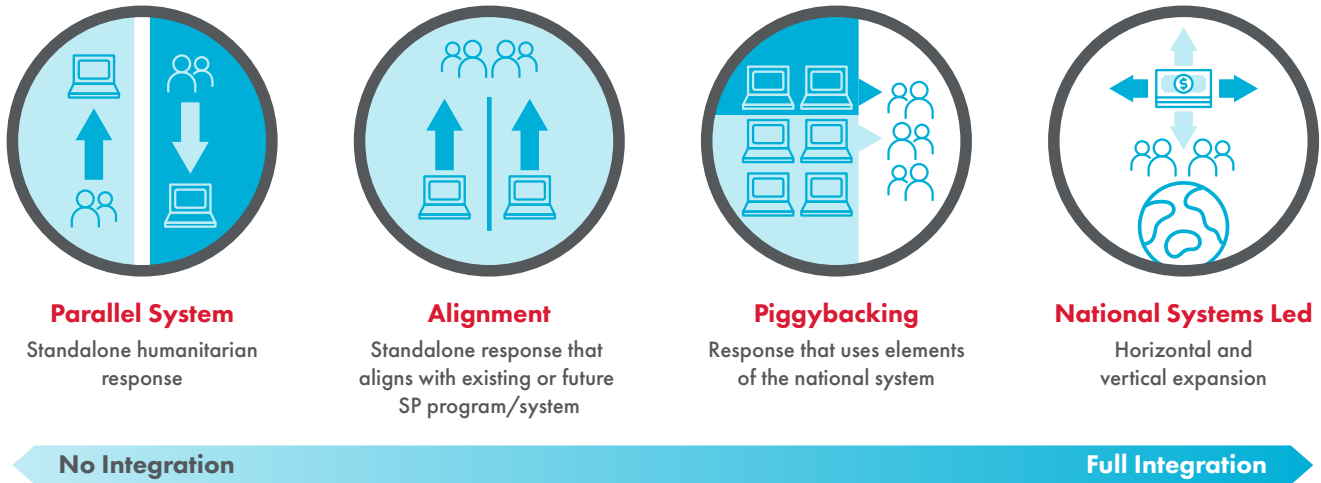 Parallel System
Standalone humanitarian
response
Alignment
Standalone response that
aligns with existing or future
SP program/system
Piggybacking
Response that uses elements
of the national system
$
National Systems Led
Horizontal and
vertical expansion
No Integration
Full Integration